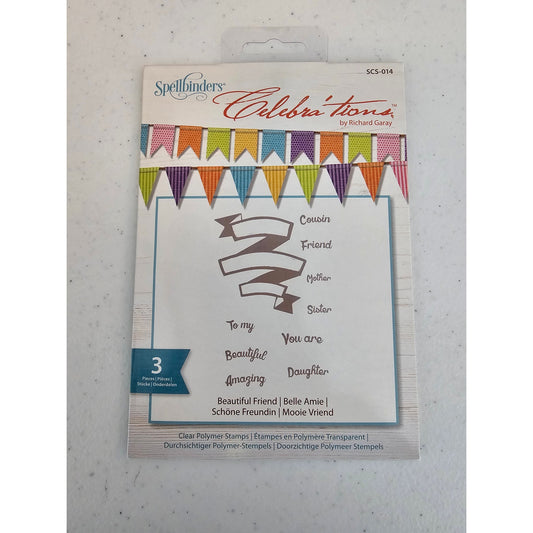 SCS-014
Spellbinders®
Celebra'tions™
by Richard Garay
Cousin
Friend
Mother
Sister
To my
You are
Beautiful
Daughter
Amazing
3
Pieces | Pièces |
Stücke | Onderdelen
Beautiful Friend | Belle Amie |
Schöne Freundin | Mooie Vriend
Clear Polymer Stamps | Étampes en Polymère Transparent |
Durchsichtiger Polymer-Stempels | Doorzichtige Polymeer Stempels